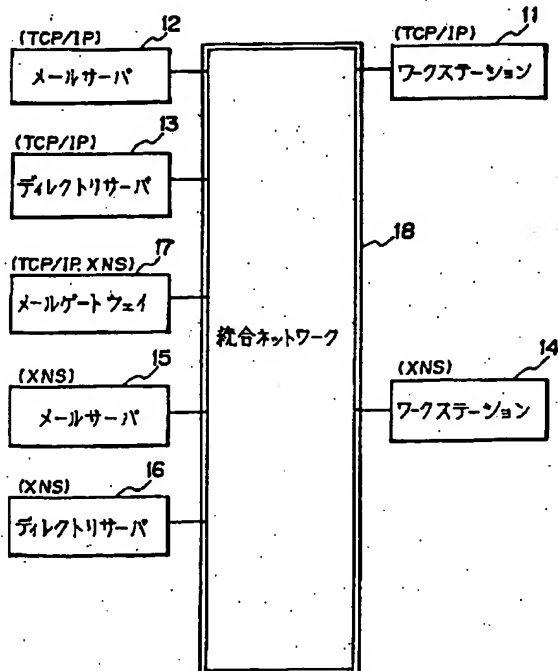 (TCP/IP) 12
メールサーバ
(TCP/IP) 13
ディレクトリサーバ
(TCP/IP, XNS) 17
メールゲートウェイ
(XNS) 15
メールサーバ
(XNS) 16
ディレクトリサーバ
統合ネットワーク
(TCP/IP) 11
ワークステーション
18
(XNS) 14
ワークステーション